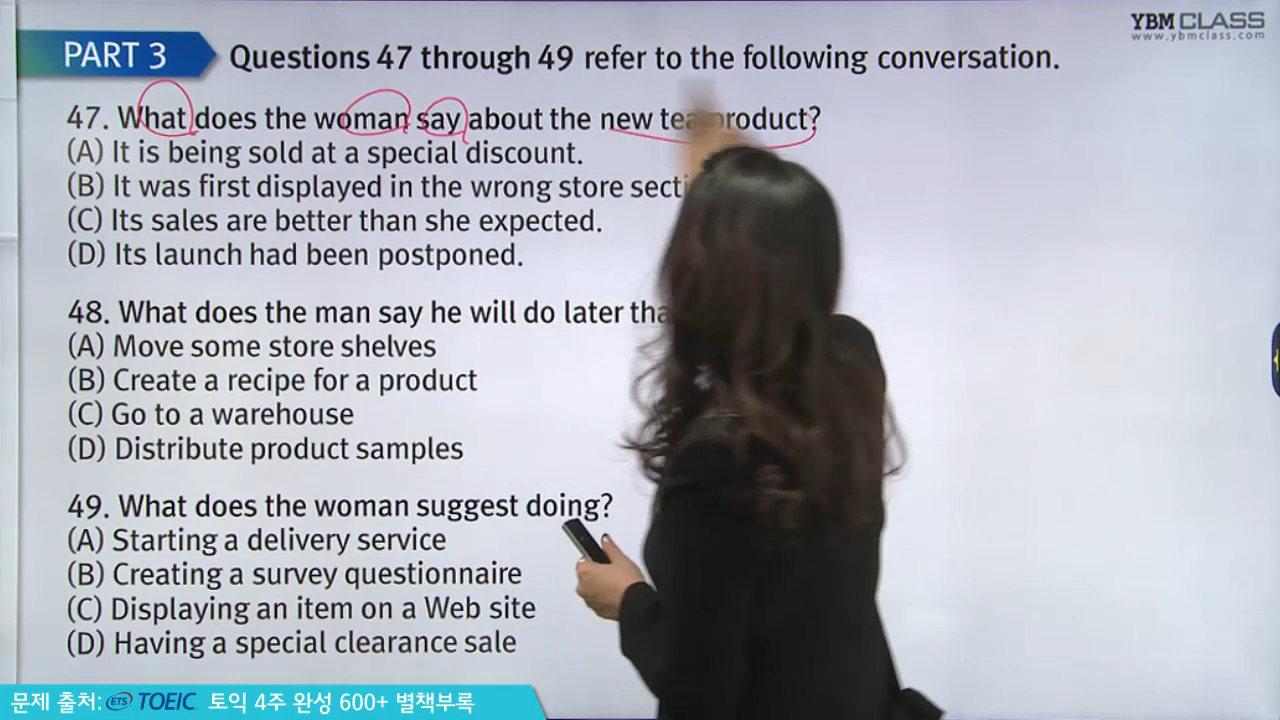 YBM CLASS
www.ybmclass.com
PART 3
Questions 47 through 49 refer to the following conversation.
47. What does the woman say about the new tea product?
(A) It is being sold at a special discount.
(B) It was first displayed in the wrong store
(C) Its sales are better than she expected.
(D) Its launch had been postponed.
48. What does the man say he will do later
(A) Move some store shelves
(B) Create a recipe for a product
(C) Go to a warehouse
(D) Distribute product samples
49. What does the woman suggest doing?
(A) Starting a delivery service
(B) Creating a survey questionnaire
(C) Displaying an item on a Web site
(D) Having a special clearance sale
문제 출처: ETS TOEIC 토익 4주 완성 600+ 별책부록